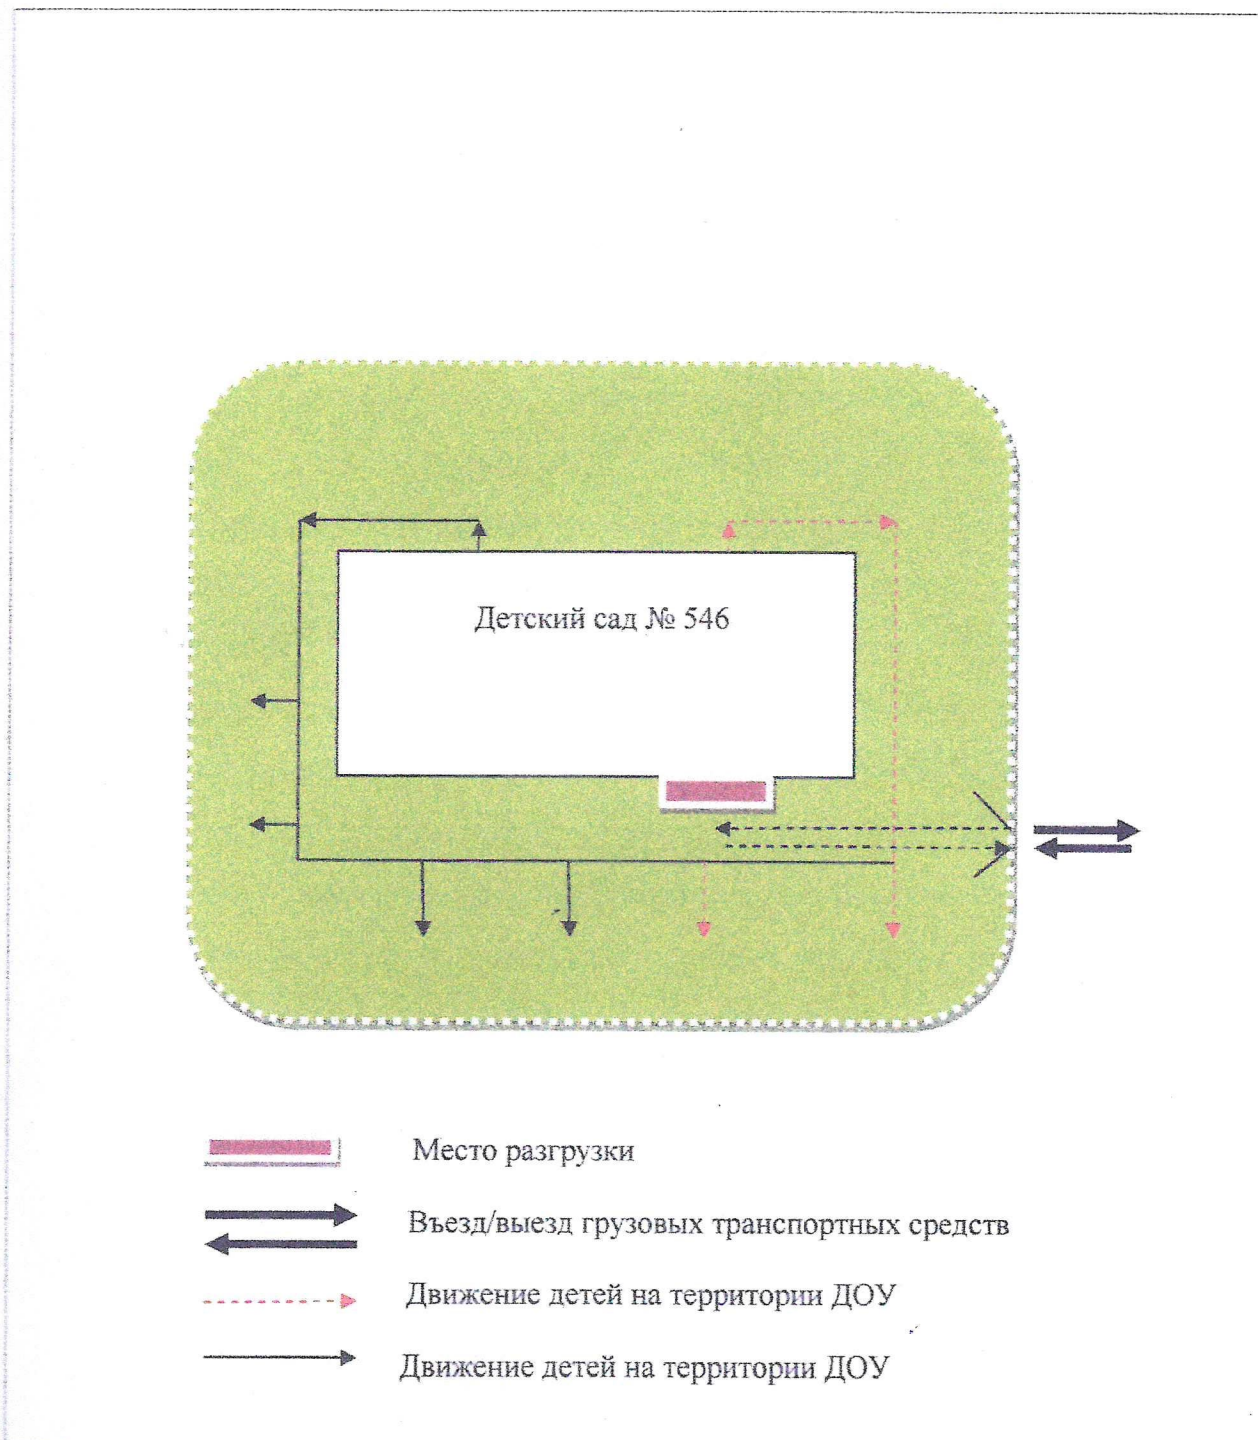 Детский сад № 546
Место разгрузки
Въезд/выезд грузовых транспортных средств
Движение детей на территории ДОУ
Движение детей на территории ДОУ